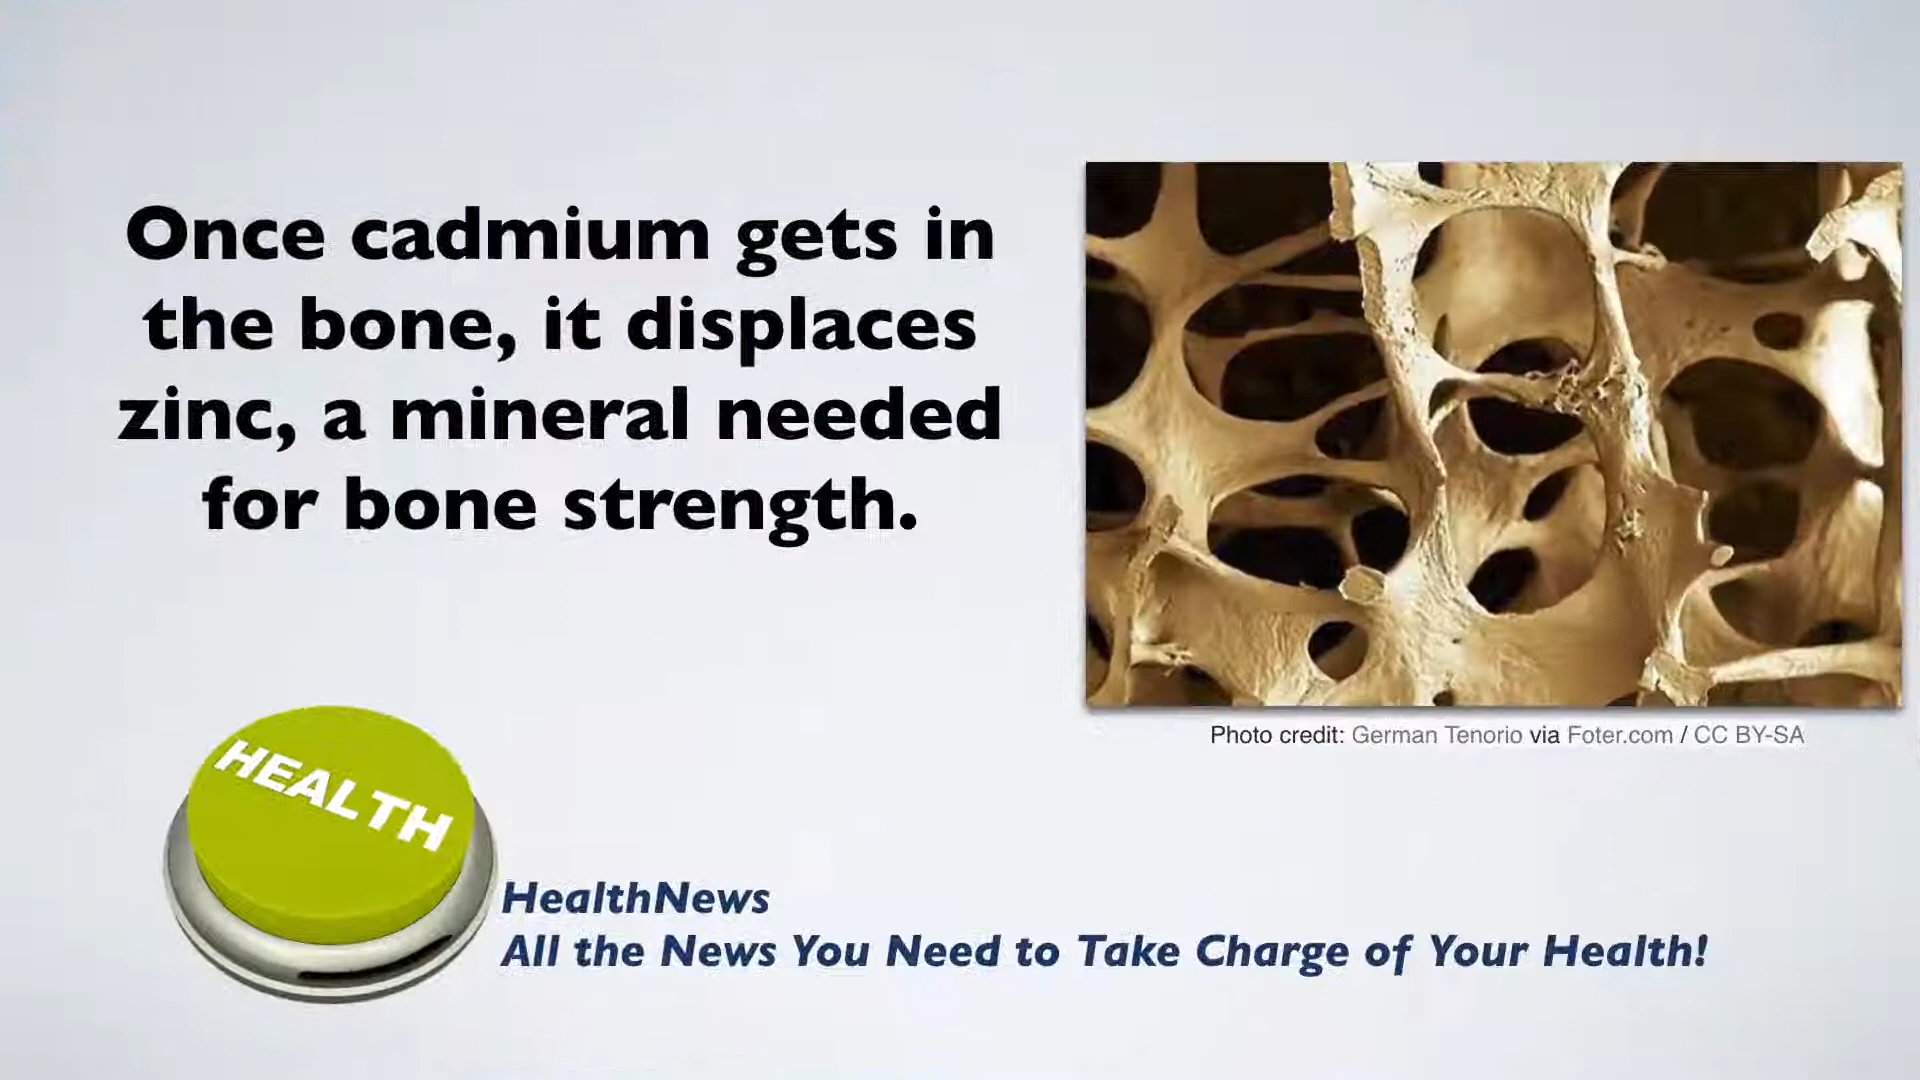 Once cadmium gets in
the bone, it displaces
zinc, a mineral needed
for bone strength.
Photo credit: German Tenorio via Foter.com / CC BY-SA
HEALTH
HealthNews
All the News You Need to Take Charge of Your Health!